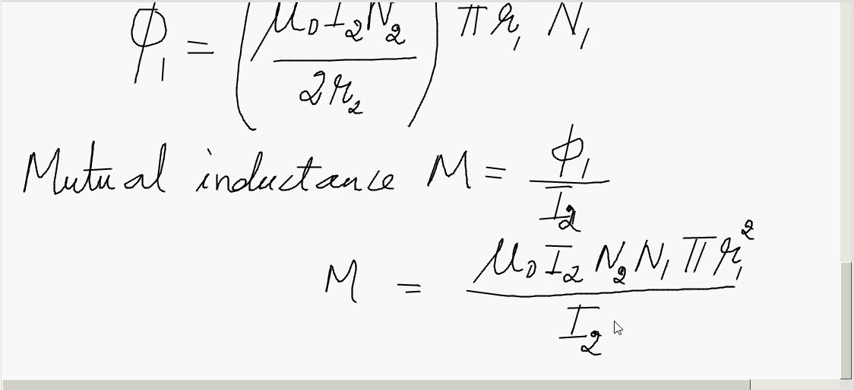 ϕ₁ = (μ₀I₂N₂ / 2r₂) πr₁ N₁
Mutual inductance M = ϕ₁ / I₂
M = μ₀I₂N₂N₁πr₁² / I₂